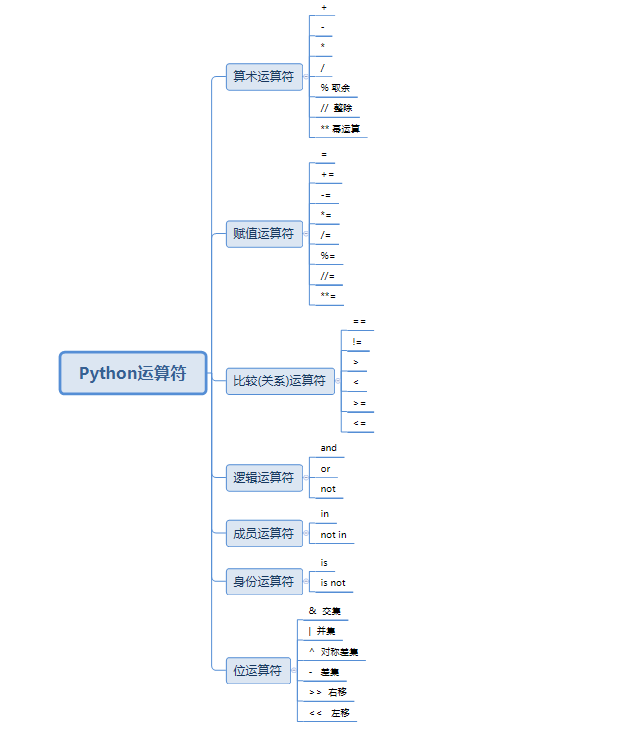 Python运算符
算术运算符
+
-
*
/
% 取余
// 整除
** 幂运算
赋值运算符
=
+=
-=
*=
/=
%=
//=
**=
比较(关系)运算符
==
!=
>
<
>=
<=
逻辑运算符
and
or
not
成员运算符
in
not in
身份运算符
is
is not
位运算符
& 交集
| 并集
^ 对称差集
- 差集
>> 右移
<< 左移